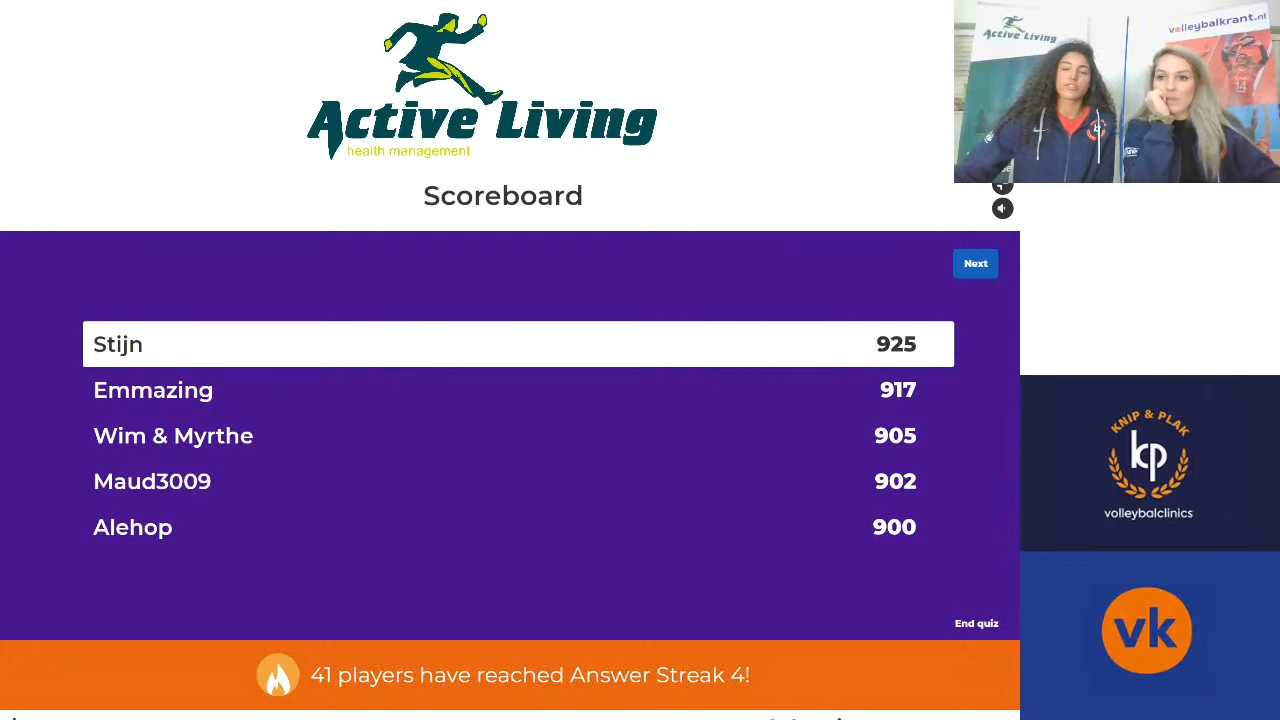 Active Living
health management
Active Living
volleybalkrant.nl
14
Scoreboard
Next
Stijn 925
Emmazing 917
Wim & Myrthe 905
Maud3009 902
Alehop 900
KNIP & PLAK
kp
volleybalclinics
vk
End quiz
41 players have reached Answer Streak 4!